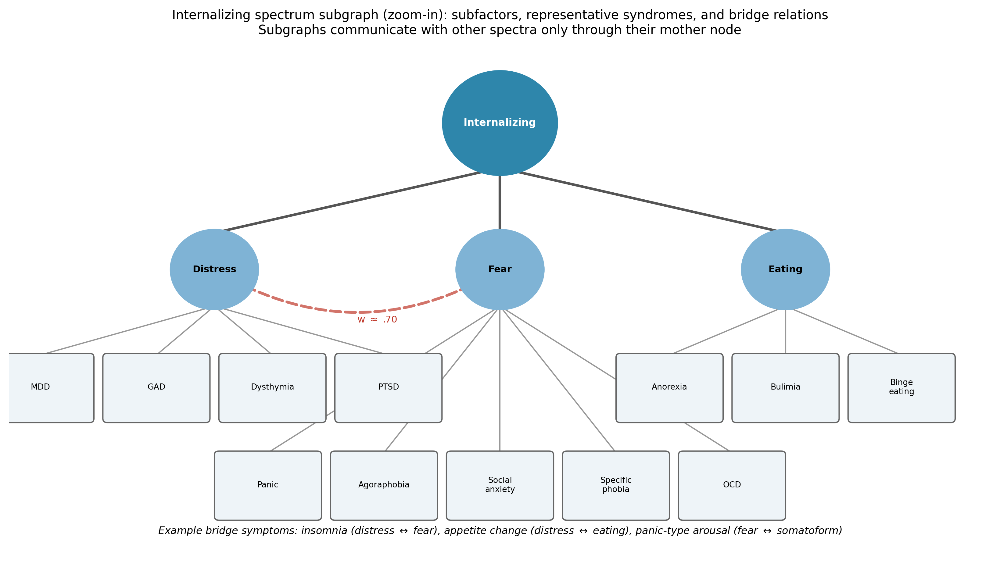 Internalizing spectrum subgraph (zoom-in): subfactors, representative syndromes, and bridge relations
Subgraphs communicate with other spectra only through their mother node
Internalizing
Distress
Fear
Eating
w ≈ .70
MDD
GAD
Dysthymia
PTSD
Anorexia
Bulimia
Binge
eating
Panic
Agoraphobia
Social
anxiety
Specific
phobia
OCD
Example bridge symptoms: insomnia (distress ↔ fear), appetite change (distress ↔ eating), panic-type arousal (fear ↔ somatoform)